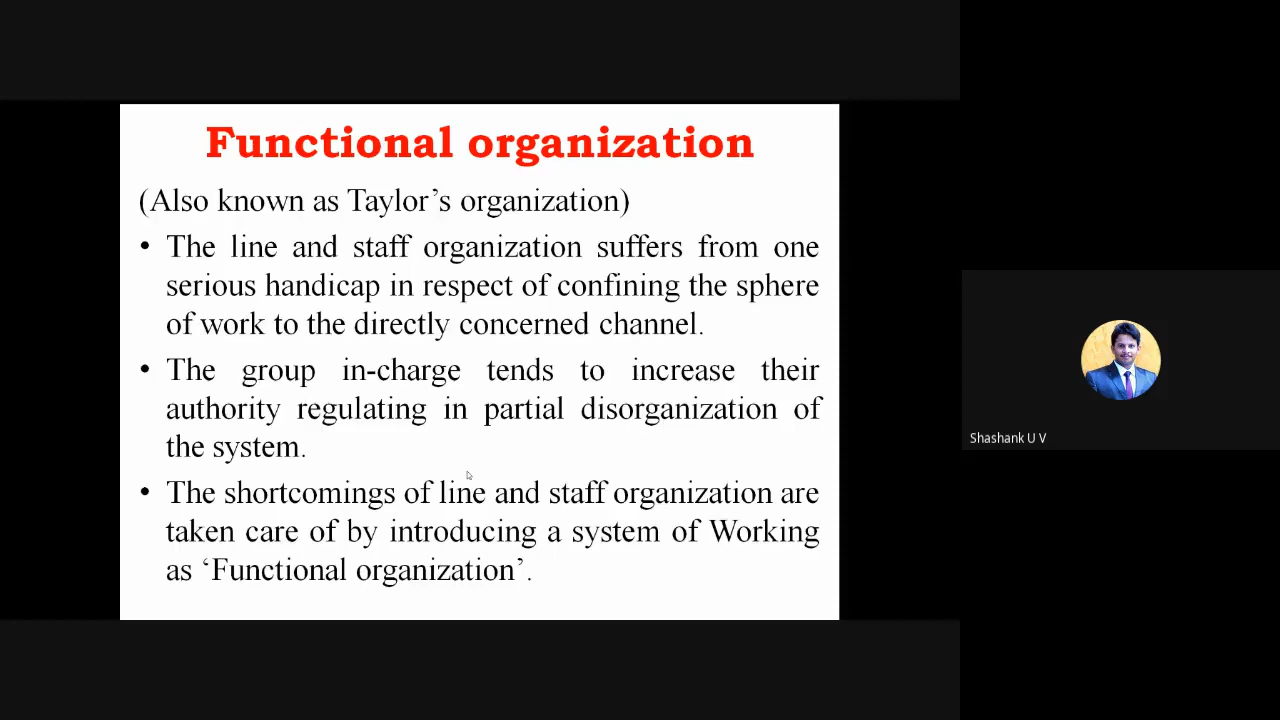 Functional organization
(Also known as Taylor’s organization)
• The line and staff organization suffers from one
serious handicap in respect of confining the sphere
of work to the directly concerned channel.
• The group in-charge tends to increase their
authority regulating in partial disorganization of
the system.
• The shortcomings of line and staff organization are
taken care of by introducing a system of Working
as ‘Functional organization’.
Shashank U V